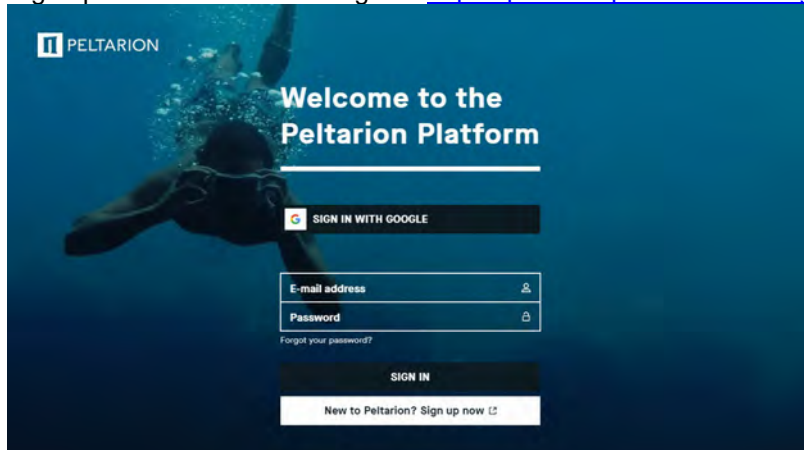 PELTARION
Welcome to the
Peltarion Platform
SIGN IN WITH GOOGLE
E-mail address
Password
Forgot your password?
SIGN IN
New to Peltarion? Sign up now